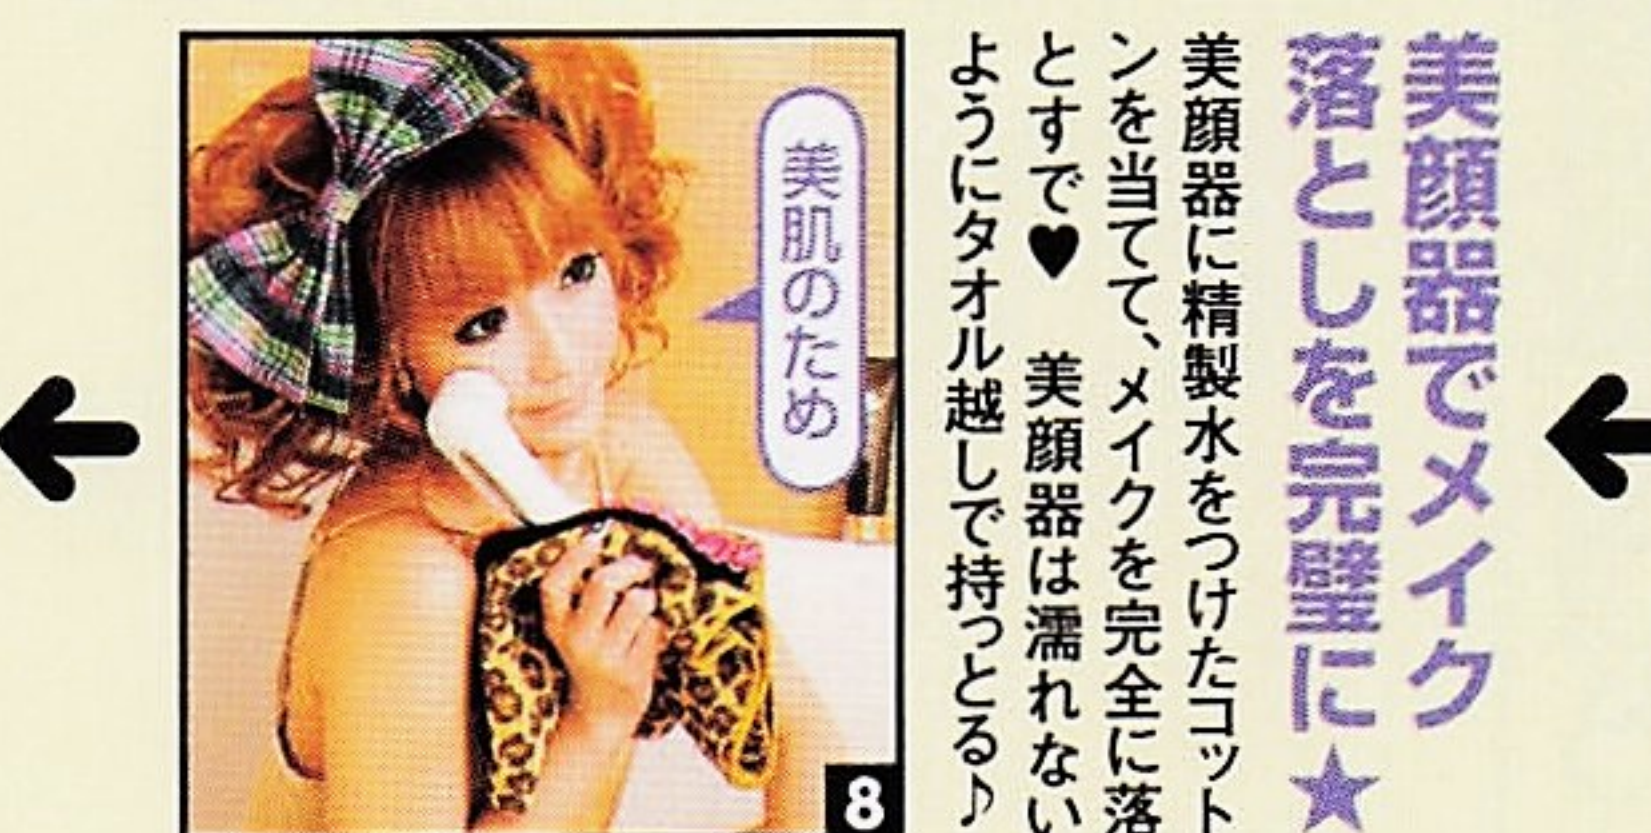 美顔器でメイク
落としを完璧に★
美顔器に精製水をつけたコット
ンを当てて、メイクを完全に落
とすで♥ 美顔器は濡れない
ようにタオル越しで持っとる♪
美肌のため
8